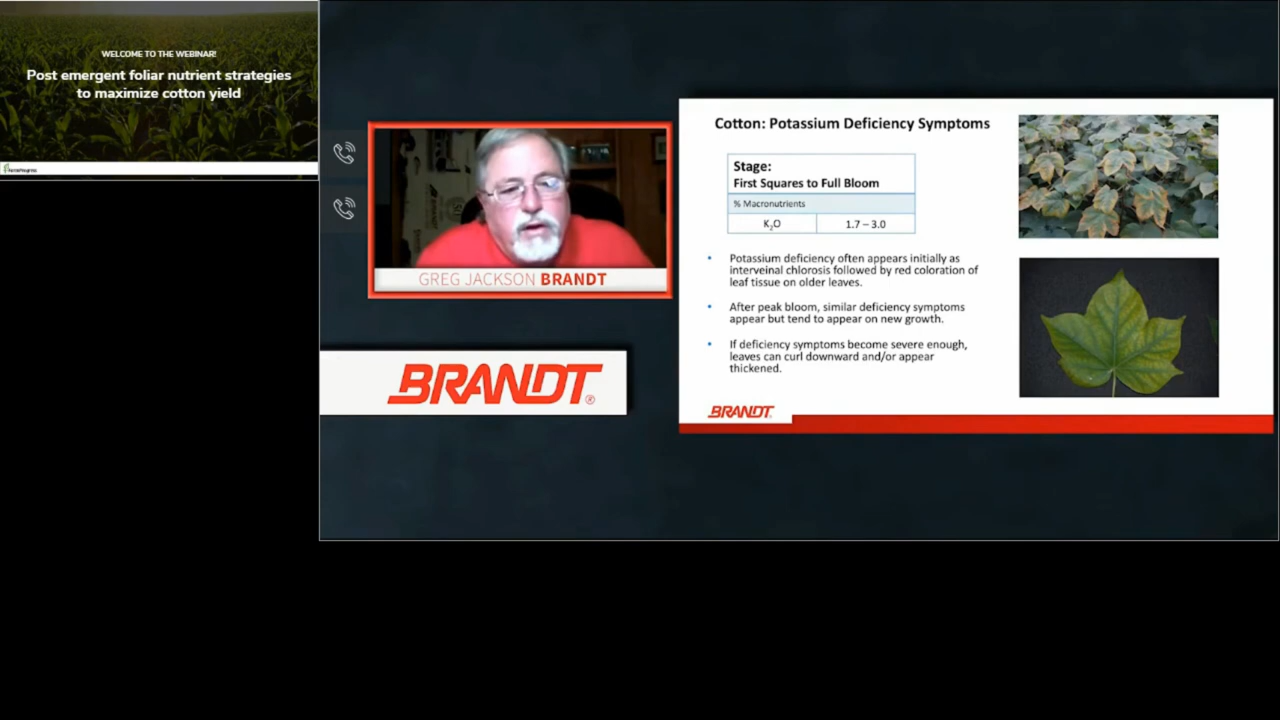 WELCOME TO THE WEBINAR!
Post emergent foliar nutrient strategies
to maximize cotton yield
GREG JACKSON BRANDT
BRANDT®
Cotton: Potassium Deficiency Symptoms
Stage:
First Squares to Full Bloom
% Macronutrients
K₂O 1.7 – 3.0
• Potassium deficiency often appears initially as
interveinal chlorosis followed by red coloration of
leaf tissue on older leaves.
• After peak bloom, similar deficiency symptoms
appear but tend to appear on new growth.
• If deficiency symptoms become severe enough,
leaves can curl downward and/or appear
thickened.
BRANDT